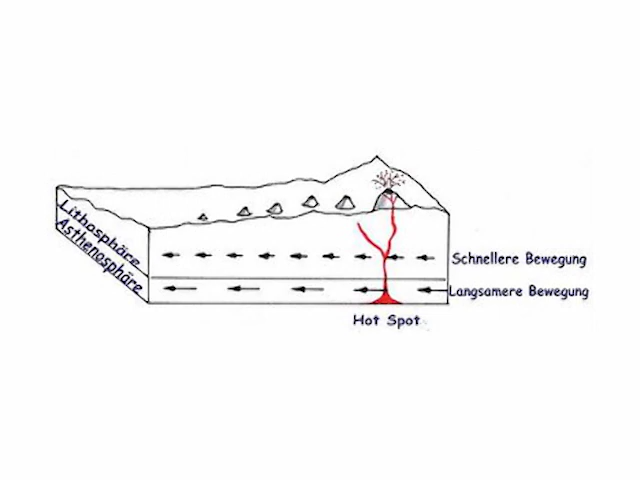 Lithosphäre
Asthenosphäre
Schnellere Bewegung
Langsamere Bewegung
Hot Spot